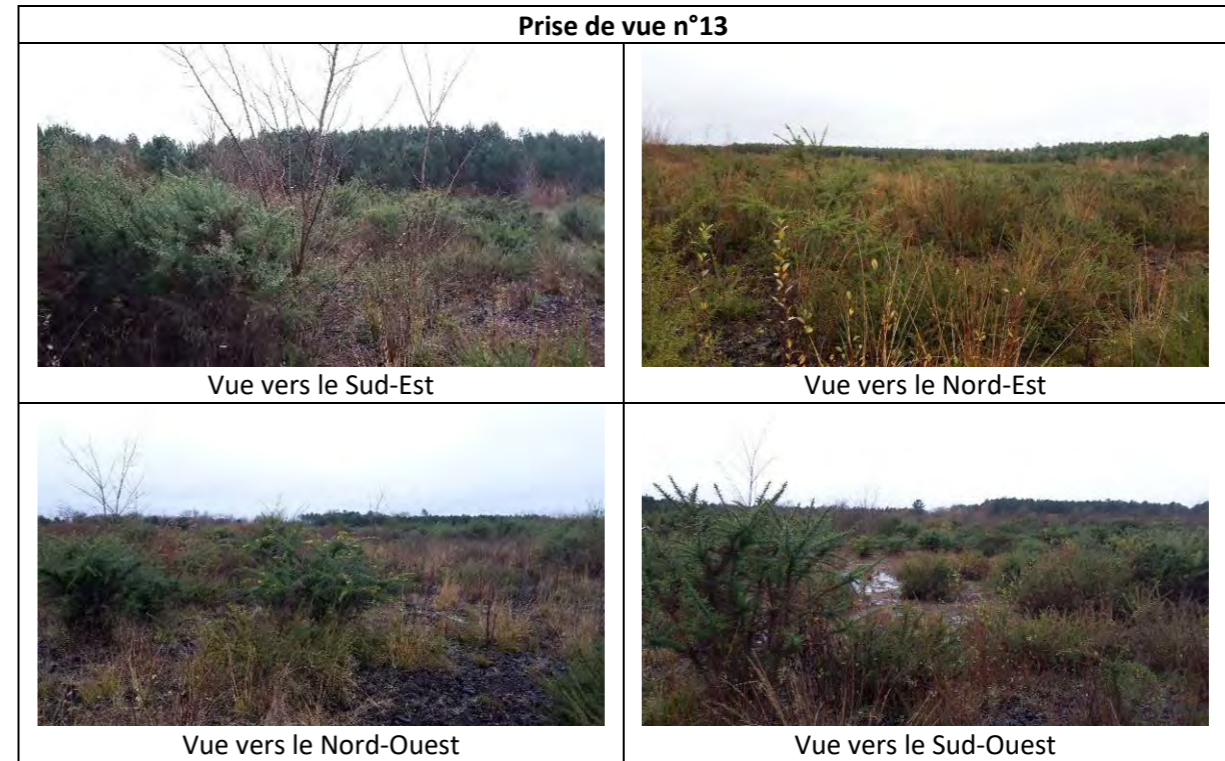 Prise de vue n°13
Vue vers le Sud-Est
Vue vers le Nord-Est
Vue vers le Nord-Ouest
Vue vers le Sud-Ouest